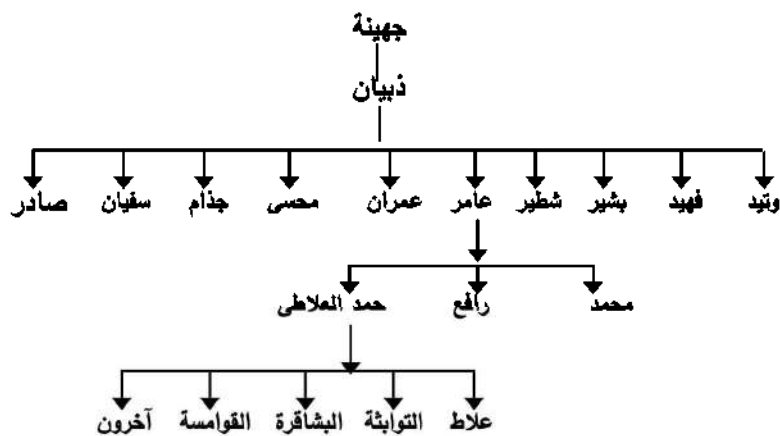 جهينة
ذبيان
وتيد فهيد بشير شطير عامر عمران محسى جذام سفيان صادر
محمد رافع حمد العلاطى
علاط التوابثة البشاقرة القوامسة آخرون